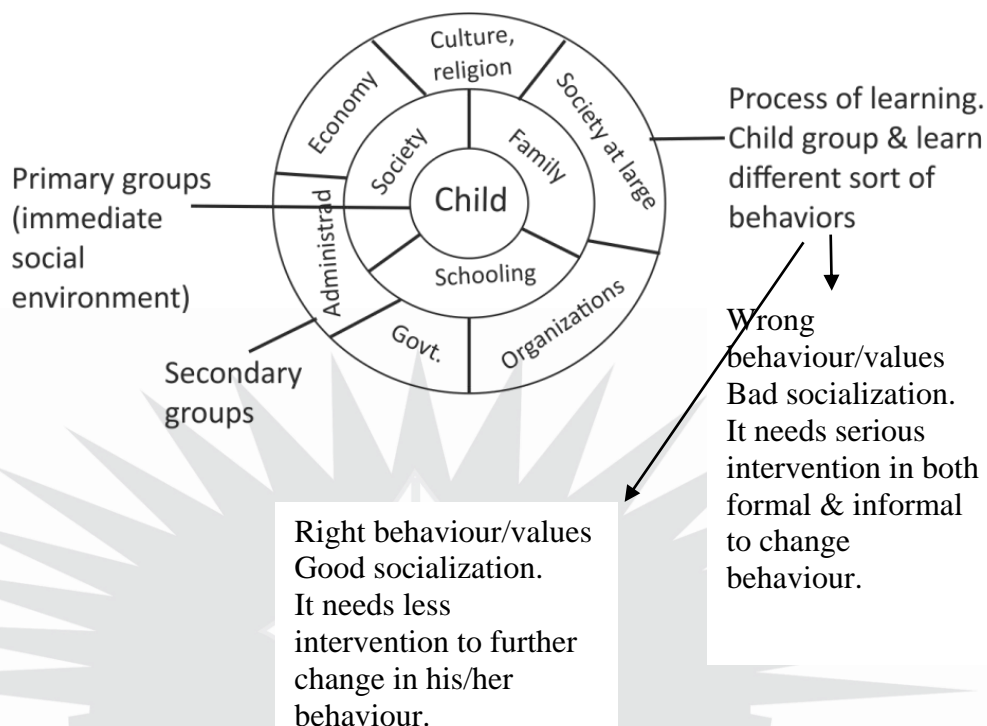 Culture,
religion
Economy
Society at large
Society
Family
Child
Administrad
Schooling
Govt.
Organizations
Primary groups
(immediate
social
environment)
Secondary
groups
Process of learning.
Child group & learn
different sort of
behaviors
Wrong
behaviour/values
Bad socialization.
It needs serious
intervention in both
formal & informal
to change
behaviour.
Right behaviour/values
Good socialization.
It needs less
intervention to further
change in his/her
behaviour.